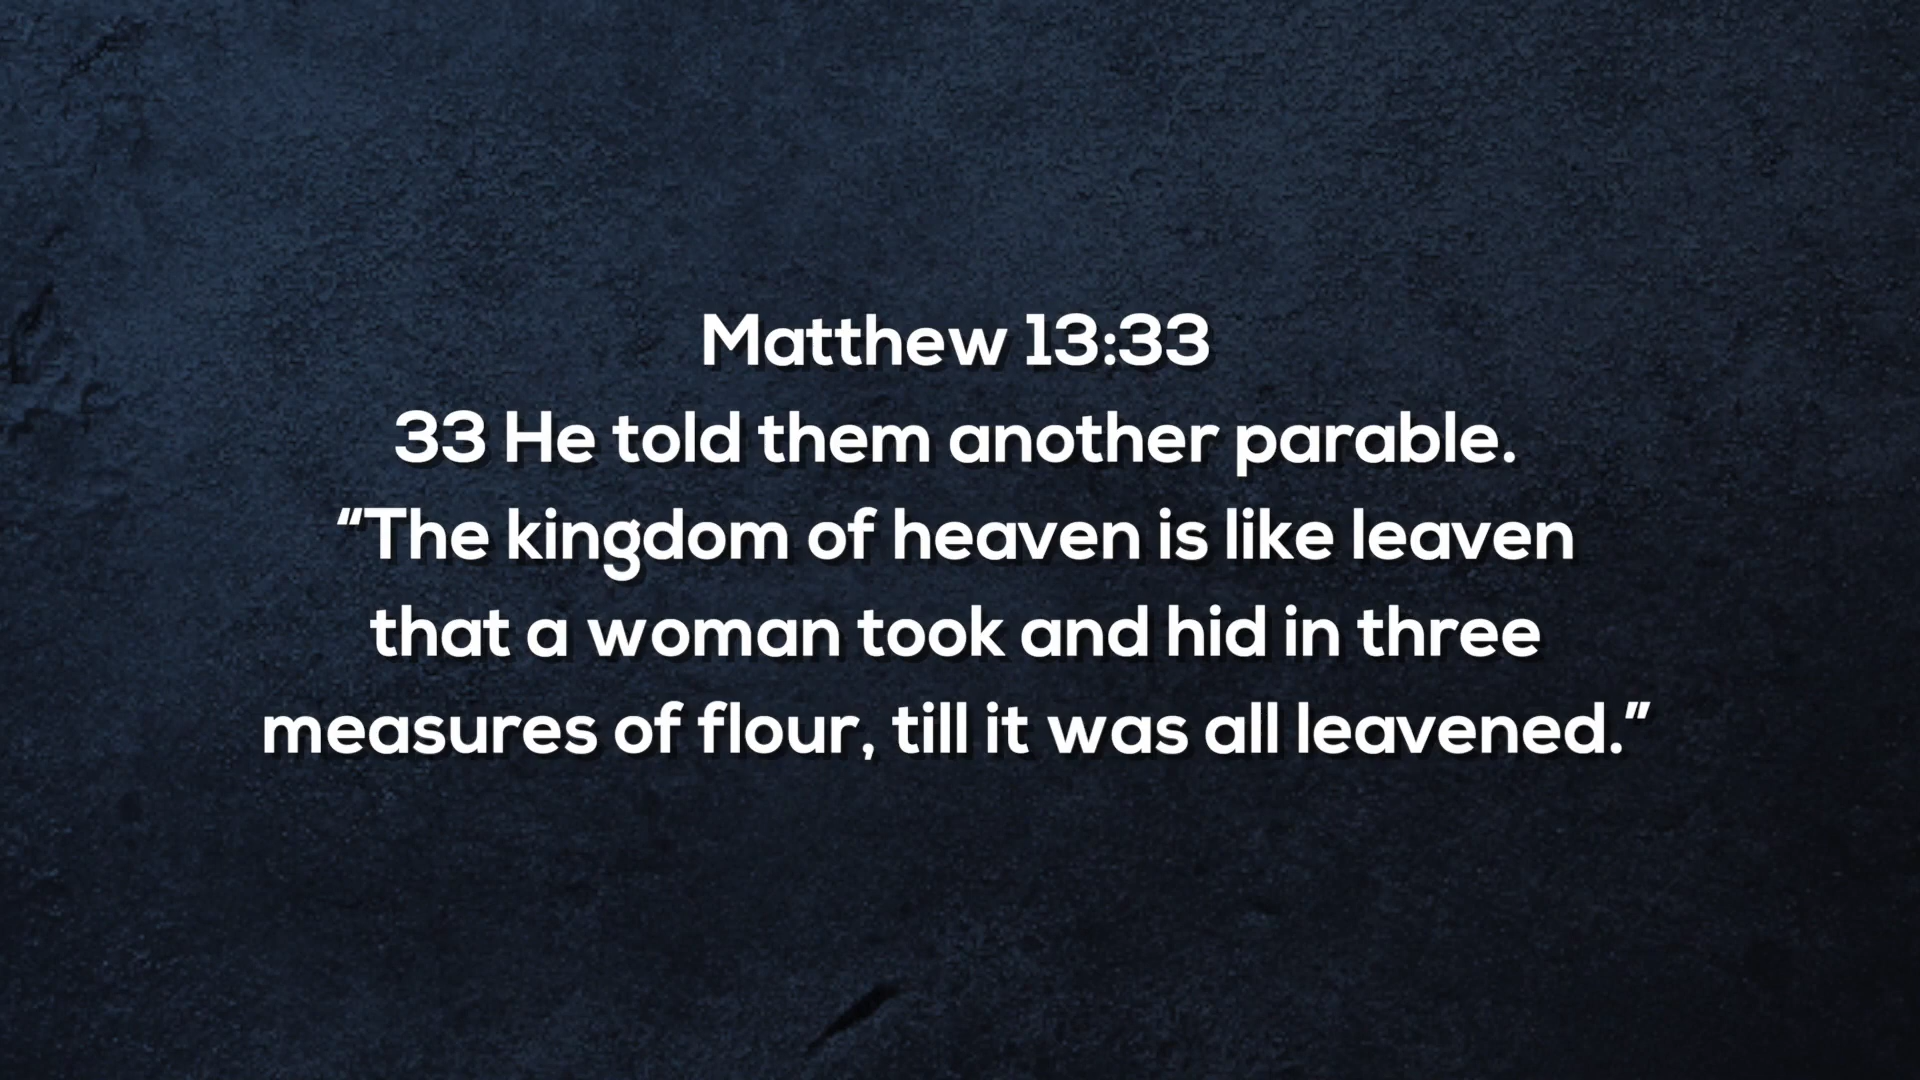 Matthew 13:33
33 He told them another parable.
“The kingdom of heaven is like leaven
that a woman took and hid in three
measures of flour, till it was all leavened.”